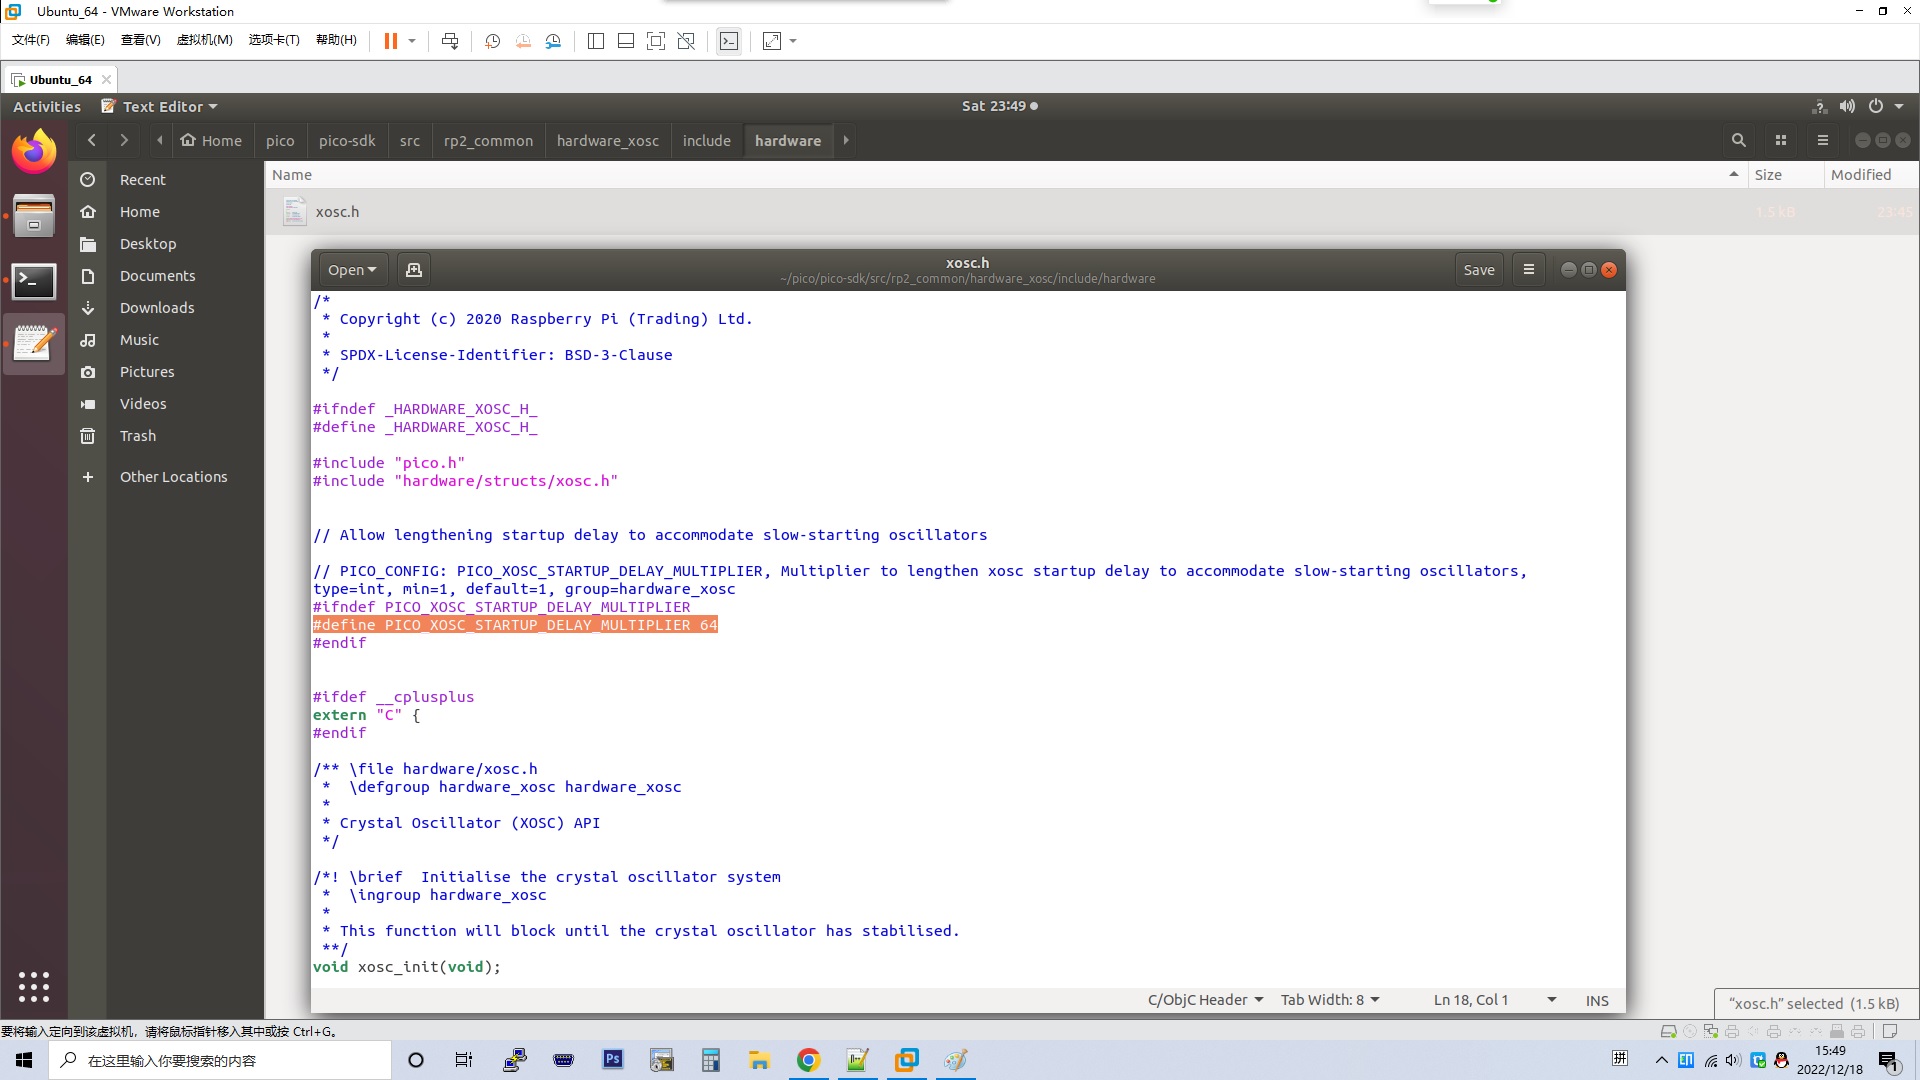 Ubuntu_64 - VMware Workstation
文件(F) 编辑(E) 查看(V) 虚拟机(M) 选项卡(T) 帮助(H)
Ubuntu_64
Activities Text Editor Sat 23:49
Home pico pico-sdk src rp2_common hardware_xosc include hardware
Recent
Home
Desktop
Documents
Downloads
Music
Pictures
Videos
Trash
Other Locations
Name Size Modified
xosc.h 1.5 kB 23:45
Open xosc.h Save
~/pico/pico-sdk/src/rp2_common/hardware_xosc/include/hardware
/*
* Copyright (c) 2020 Raspberry Pi (Trading) Ltd.
*
* SPDX-License-Identifier: BSD-3-Clause
*/
#ifndef _HARDWARE_XOSC_H_
#define _HARDWARE_XOSC_H_
#include "pico.h"
#include "hardware/structs/xosc.h"
// Allow lengthening startup delay to accommodate slow-starting oscillators
// PICO_CONFIG: PICO_XOSC_STARTUP_DELAY_MULTIPLIER, Multiplier to lengthen xosc startup delay to accommodate slow-starting oscillators,
type=int, min=1, default=1, group=hardware_xosc
#ifndef PICO_XOSC_STARTUP_DELAY_MULTIPLIER
#define PICO_XOSC_STARTUP_DELAY_MULTIPLIER 64
#endif
#ifdef __cplusplus
extern "C" {
#endif
/** \file hardware/xosc.h
*  \defgroup hardware_xosc hardware_xosc
*
* Crystal Oscillator (XOSC) API
*/
/*! \brief  Initialise the crystal oscillator system
*  \ingroup hardware_xosc
*
* This function will block until the crystal oscillator has stabilised.
**/
void xosc_init(void);
C/ObjC Header Tab Width: 8 Ln 18, Col 1 INS
“xosc.h” selected (1.5 kB)
要将输入定向到该虚拟机，请将鼠标指针移入其中或按 Ctrl+G。
在这里输入你要搜索的内容
Ps
拼
15:49
2022/12/18
1